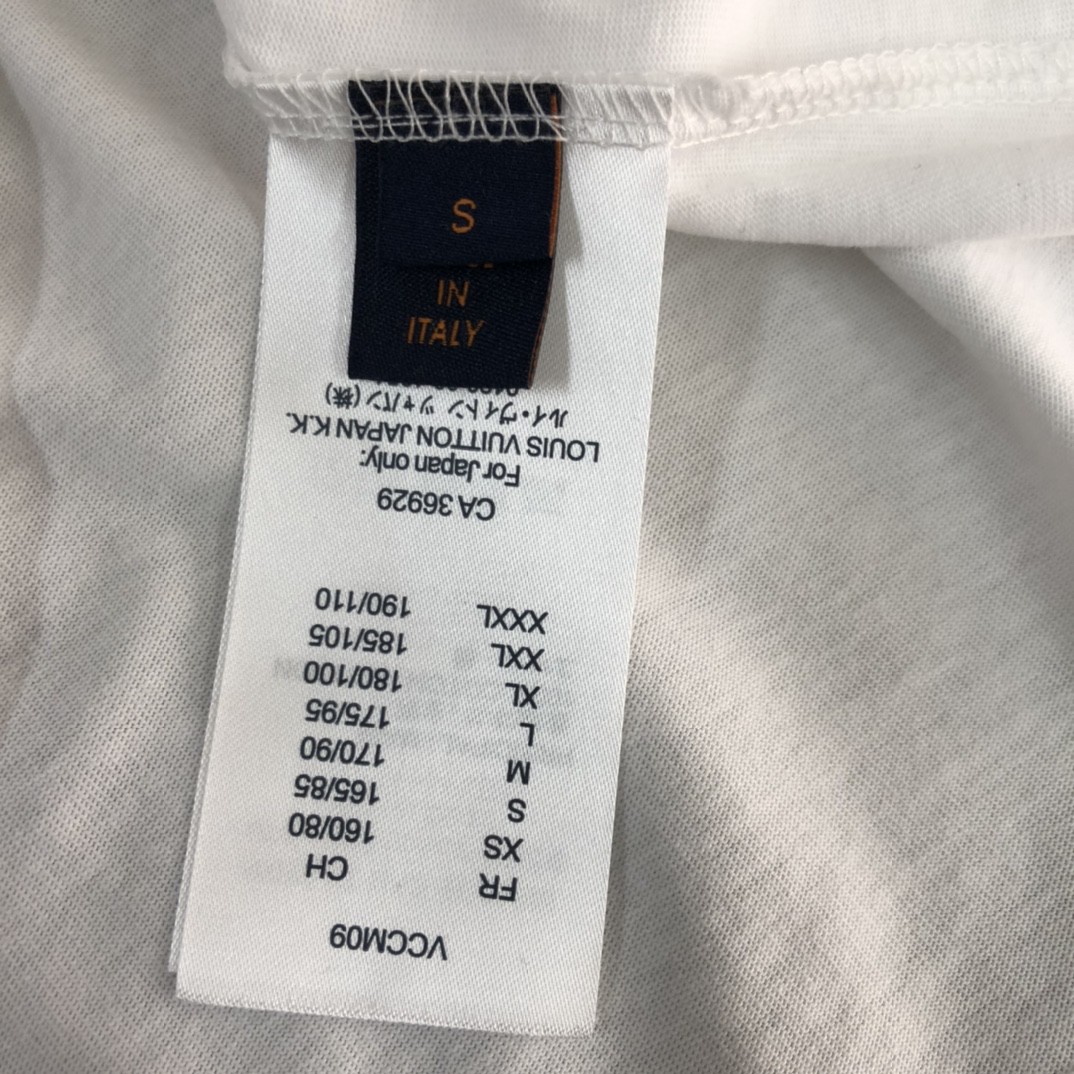 S
IN
ITALY
VCCM09
FR CH
XS 160/80
S 165/85
M 170/90
L 175/95
XL 180/100
XXL 185/105
XXXL 190/110
CA 36929
For Japan only:
LOUIS VUITTON JAPAN K.K.
ルイ・ヴィトン ジャパン (株)